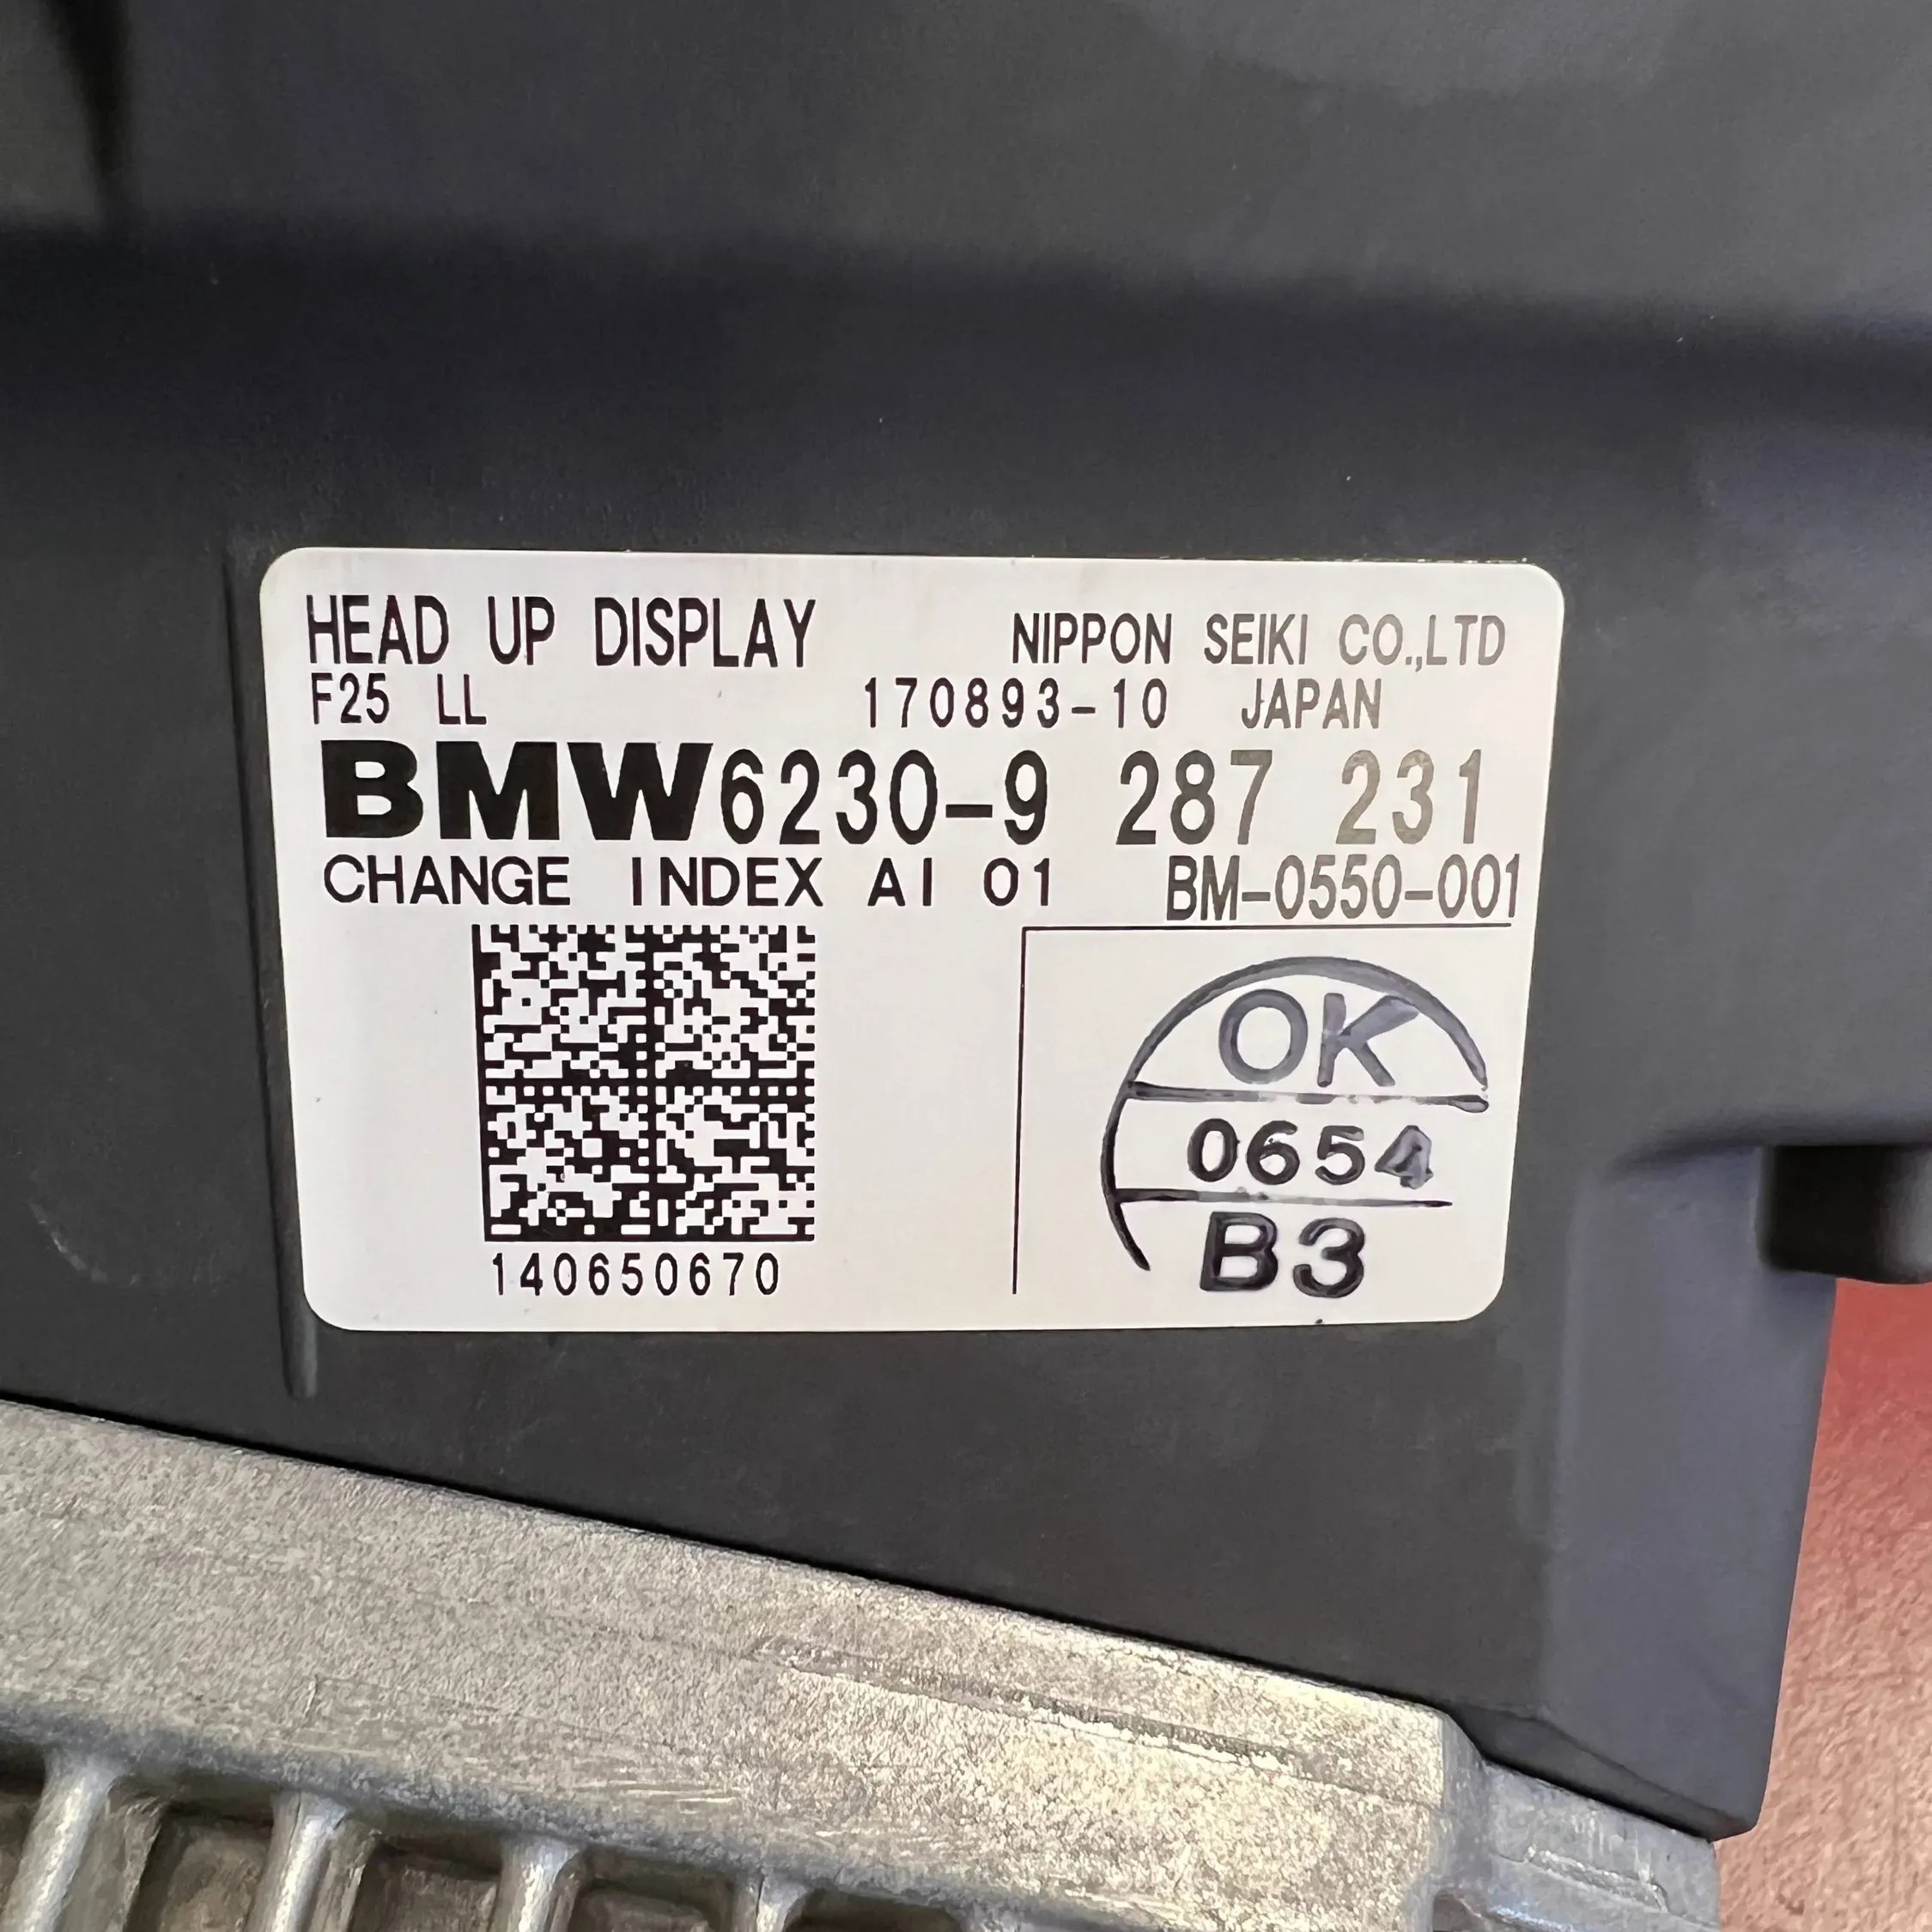 HEAD UP DISPLAY NIPPON SEIKI CO.,LTD
F25 LL 170893-10 JAPAN
BMW6230-9 287 231
CHANGE INDEX AI 01 BM-0550-001
140650670
OK
0654
B3